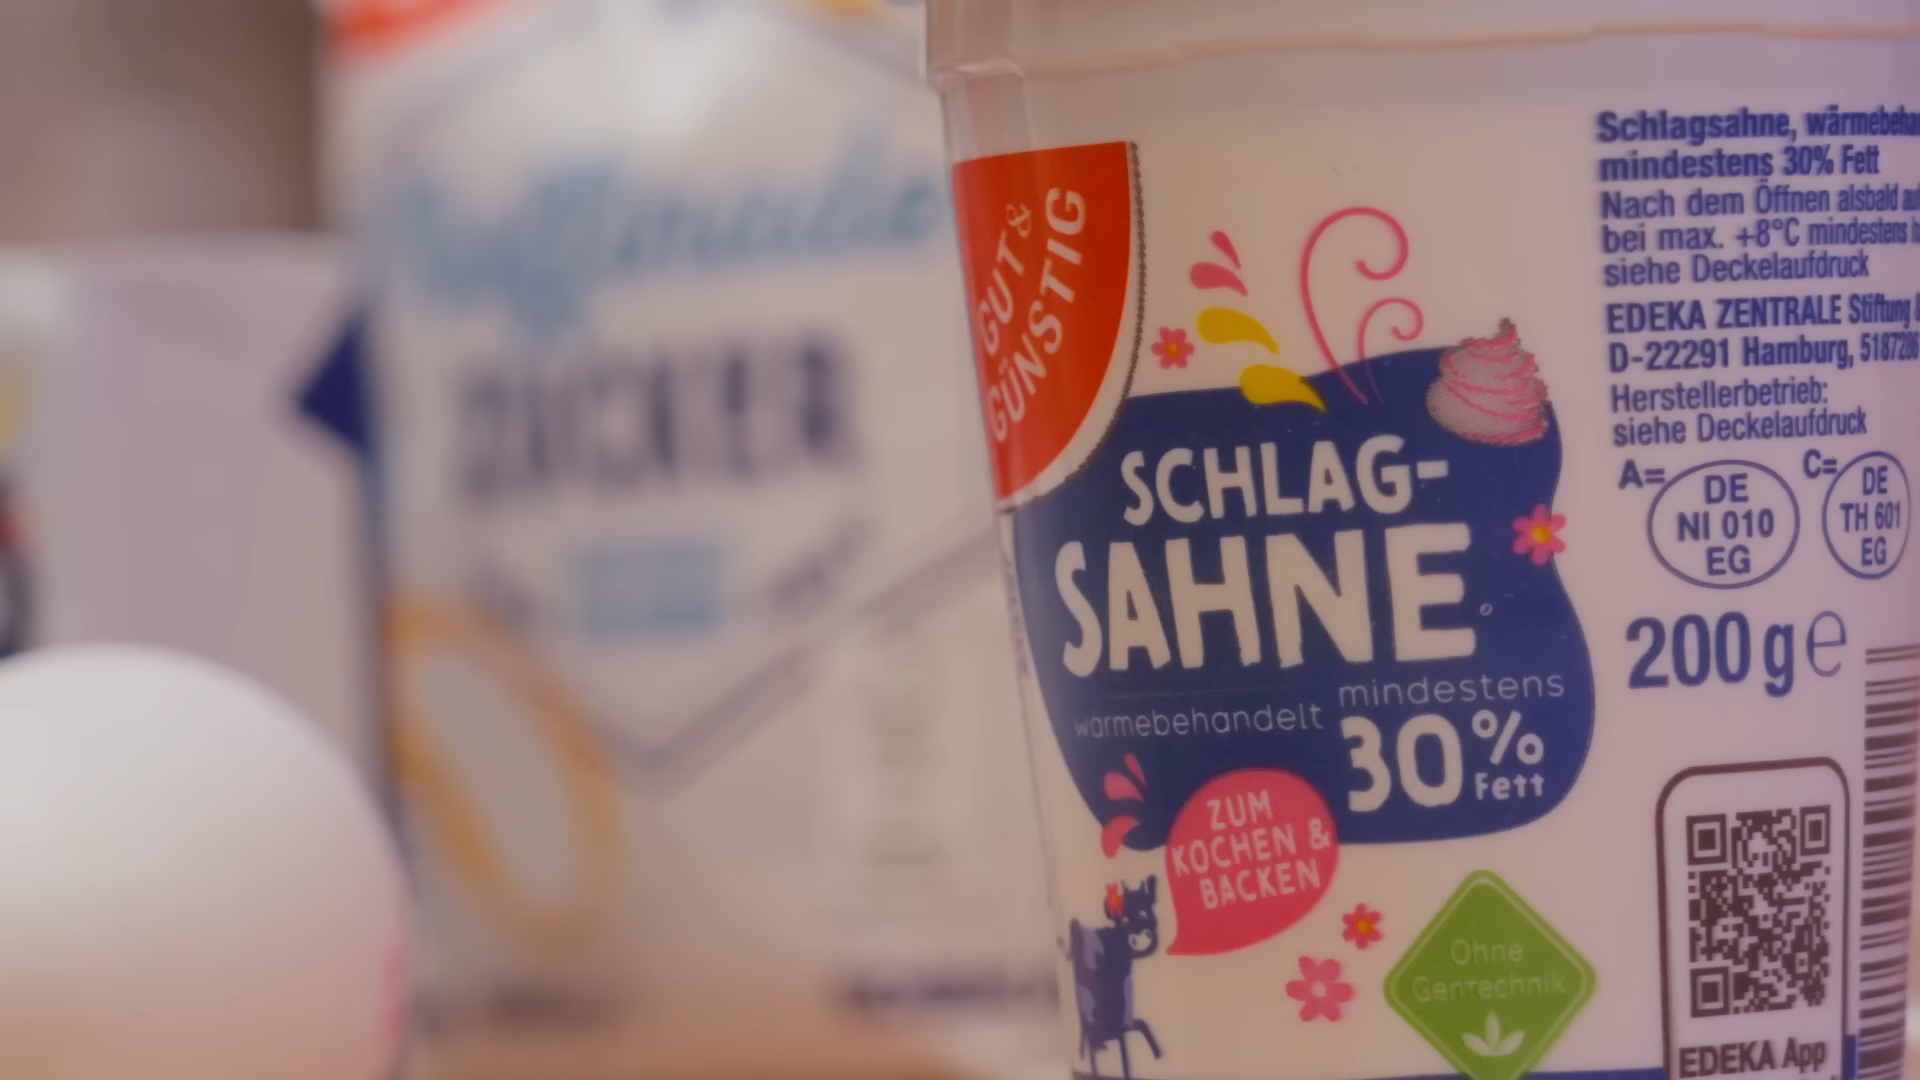 Raffinade
ZUCKER
GUT &
GÜNSTIG
SCHLAG-
SAHNE
wärmebehandelt
mindestens
30%
Fett
ZUM
KOCHEN &
BACKEN
Ohne
Gentechnik
Schlagsahne,
mindestens 30% Fett
Nach dem Öffnen alsbald
bei max. +8°C mindestens
siehe Deckelaufdruck
EDEKA ZENTRALE Stiftung
D-22291 Hamburg,
Herstellerbetrieb:
siehe Deckelaufdruck
A= DE
NI 010
EG
C= DE
TH 601
EG
200 g e
EDEKA App